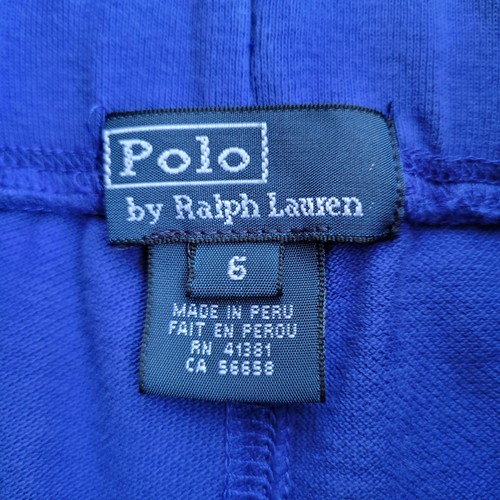 Polo
by Ralph Lauren
6
MADE IN PERU
FAIT EN PEROU
RN 41381
CA 56658